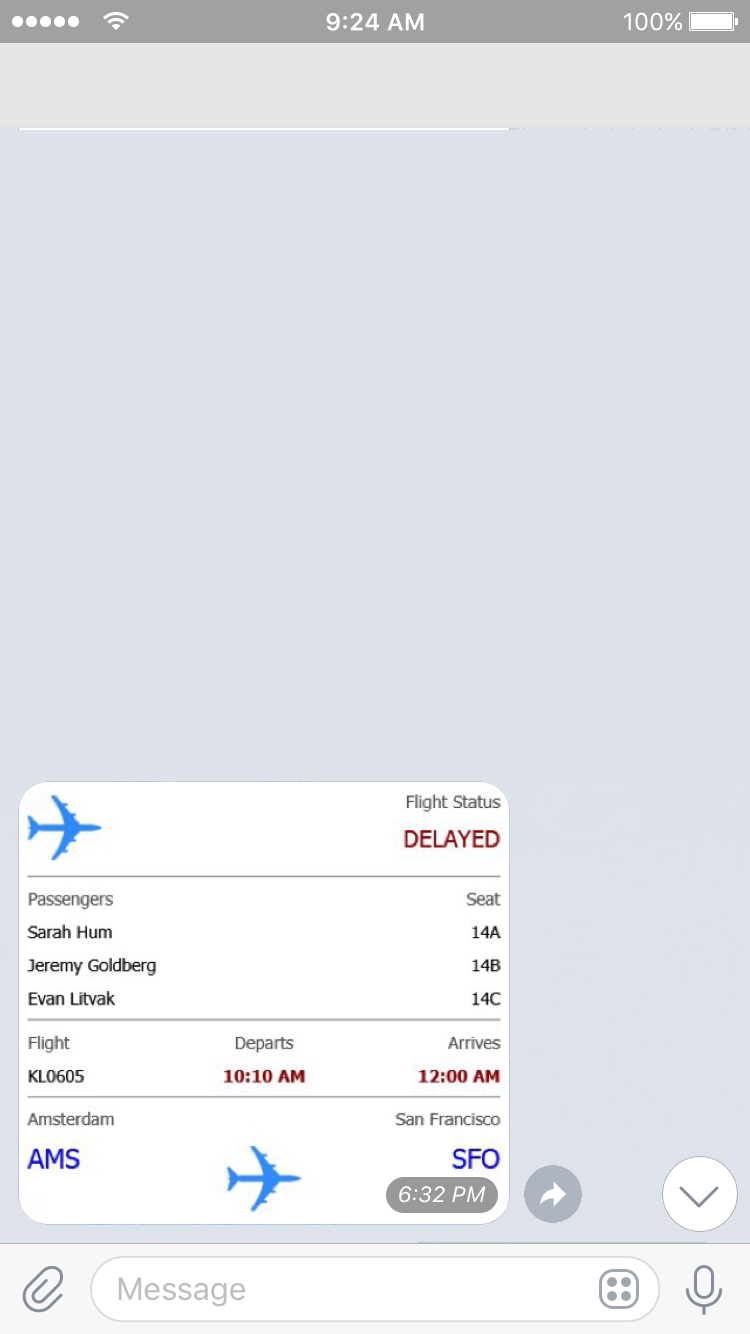 9:24 AM 100%
Flight Status
DELAYED
Passengers Seat
Sarah Hum 14A
Jeremy Goldberg 14B
Evan Litvak 14C
Flight Departs Arrives
KL0605 10:10 AM 12:00 AM
Amsterdam San Francisco
AMS SFO
6:32 PM
Message